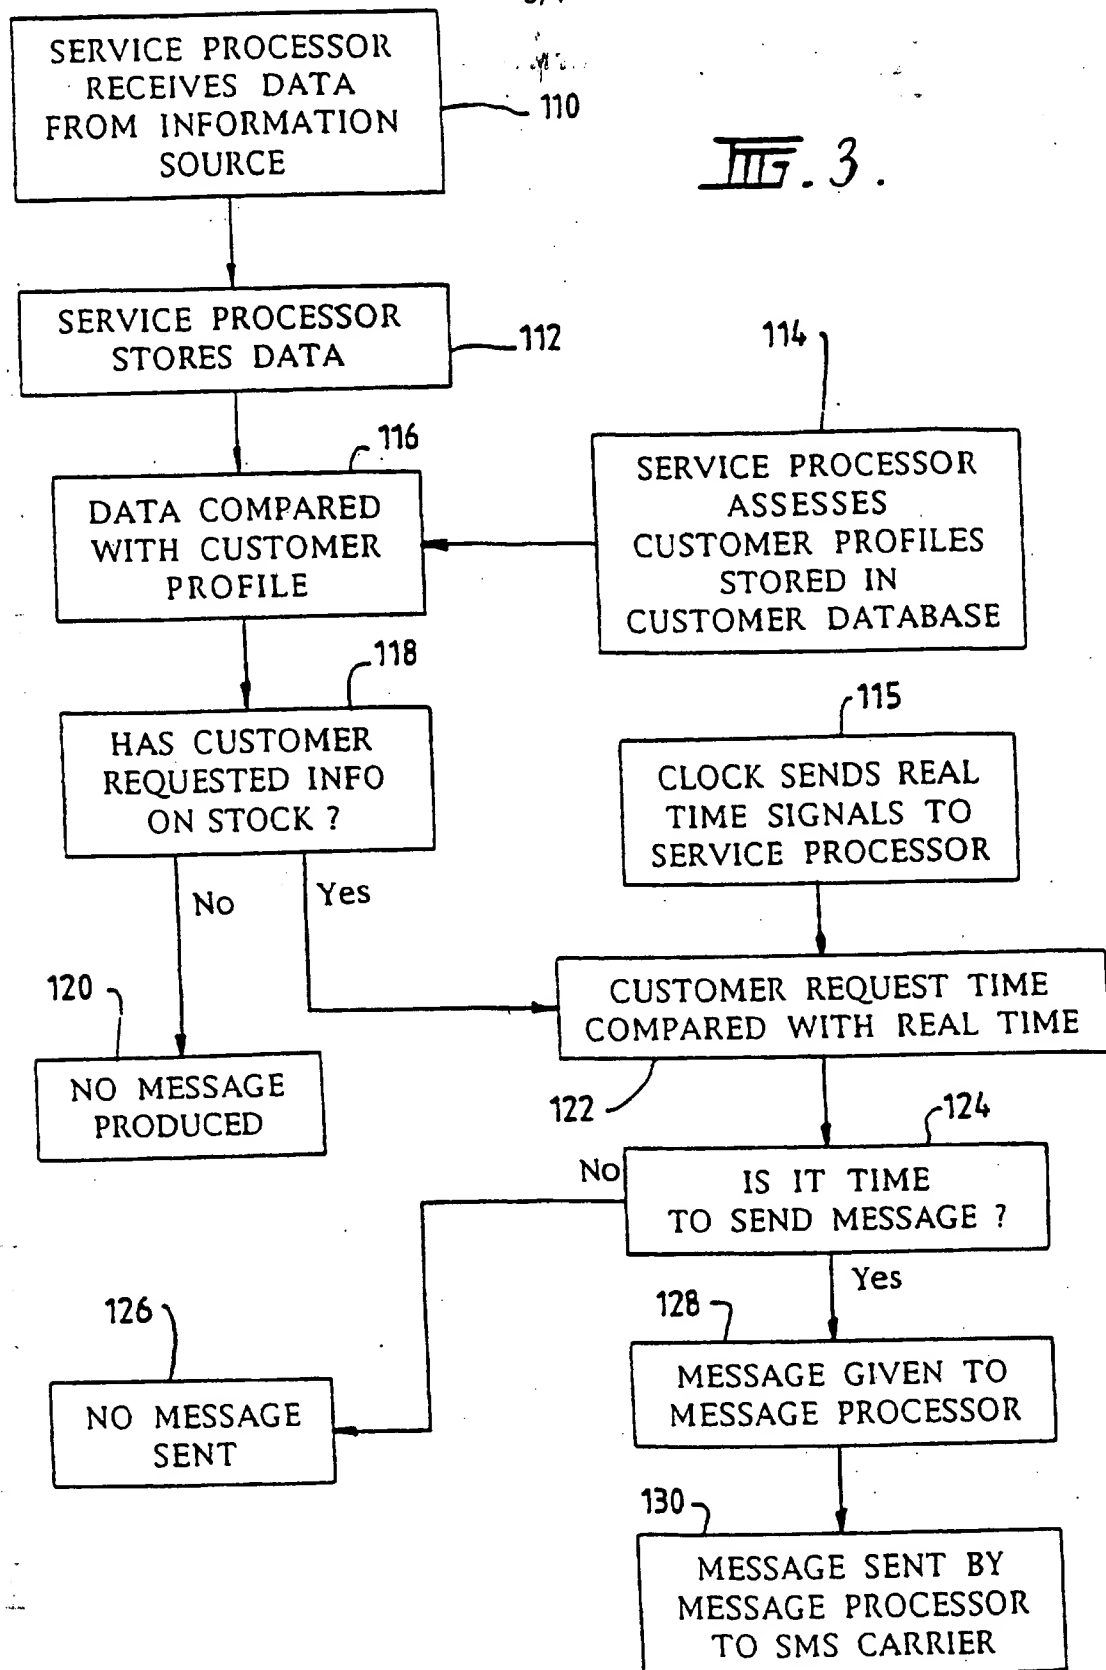 SERVICE PROCESSOR
RECEIVES DATA
FROM INFORMATION
SOURCE
110
FIG. 3.
SERVICE PROCESSOR
STORES DATA
112
114
116
DATA COMPARED
WITH CUSTOMER
PROFILE
SERVICE PROCESSOR
ASSESSES
CUSTOMER PROFILES
STORED IN
CUSTOMER DATABASE
118
HAS CUSTOMER
REQUESTED INFO
ON STOCK ?
115
CLOCK SENDS REAL
TIME SIGNALS TO
SERVICE PROCESSOR
No
Yes
120
NO MESSAGE
PRODUCED
CUSTOMER REQUEST TIME
COMPARED WITH REAL TIME
122
124
No
IS IT TIME
TO SEND MESSAGE ?
Yes
126
NO MESSAGE
SENT
128
MESSAGE GIVEN TO
MESSAGE PROCESSOR
130
MESSAGE SENT BY
MESSAGE PROCESSOR
TO SMS CARRIER